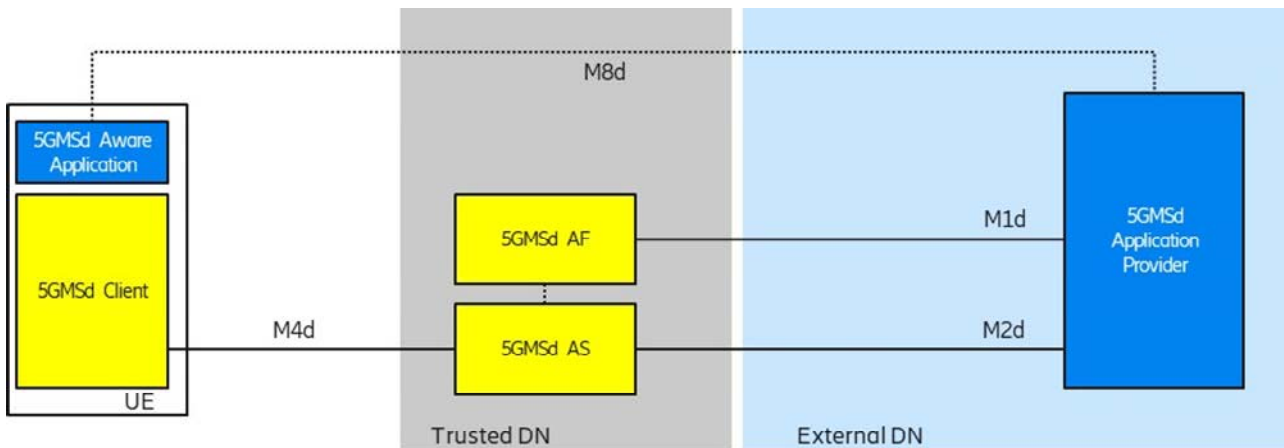 M8d
5GMSd Aware
Application
5GMSd Client
UE
M4d
5GMSd AF
5GMSd AS
Trusted DN
M1d
M2d
5GMSd
Application
Provider
External DN